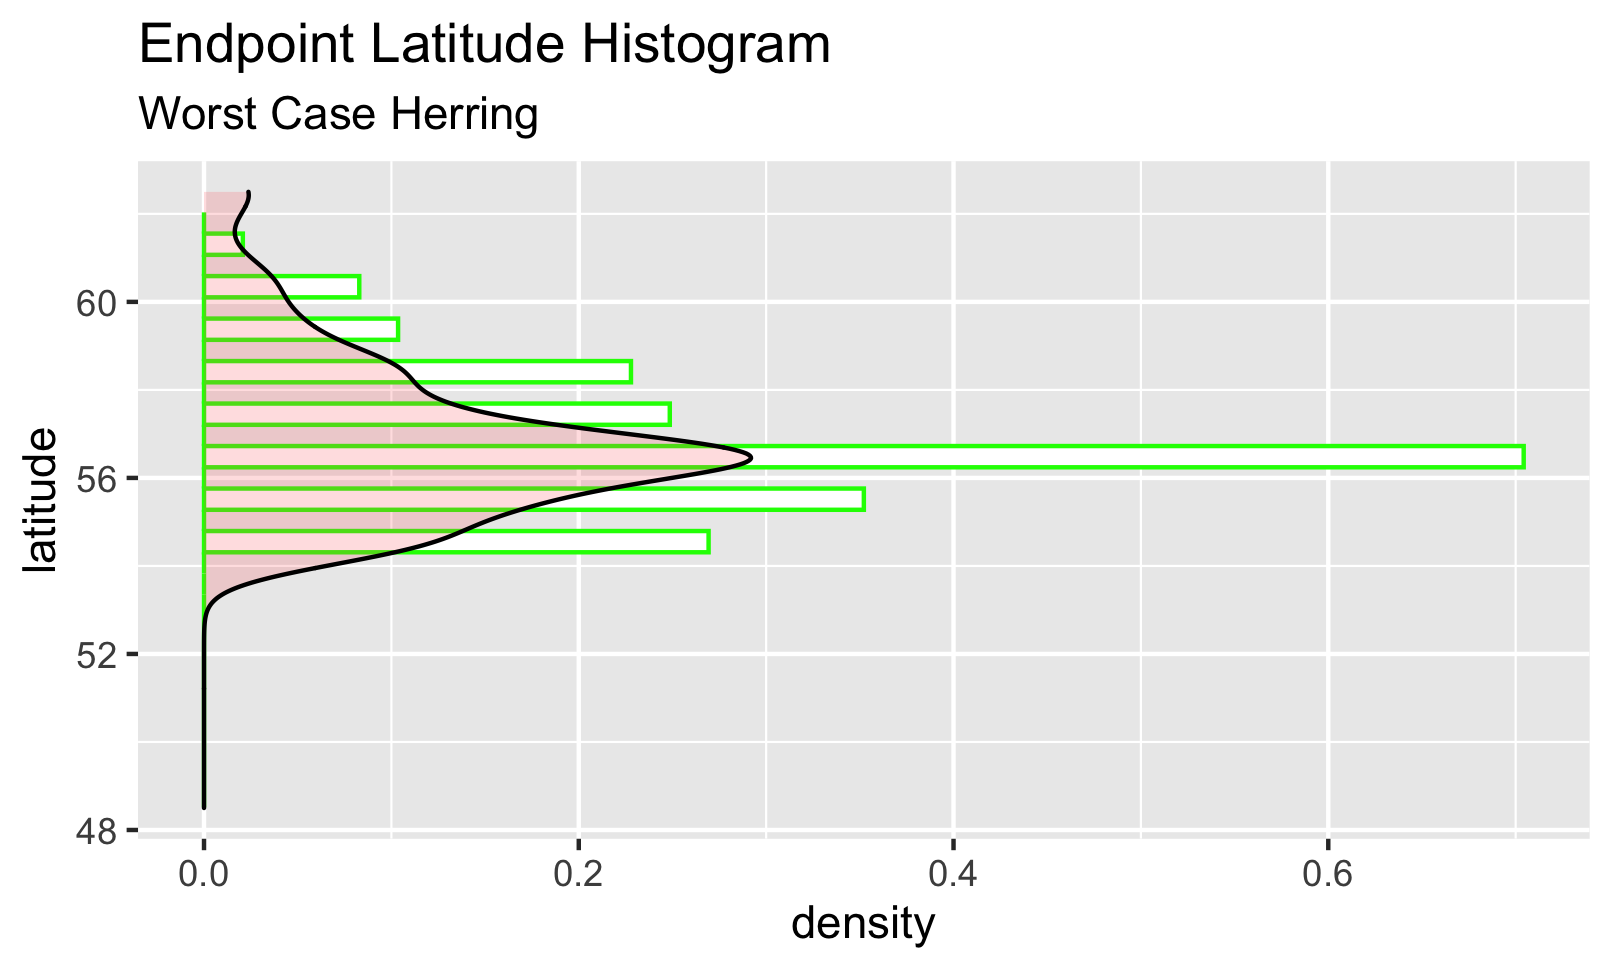 Endpoint Latitude Histogram
Worst Case Herring
60
56
52
48
latitude
0.0 0.2 0.4 0.6
density